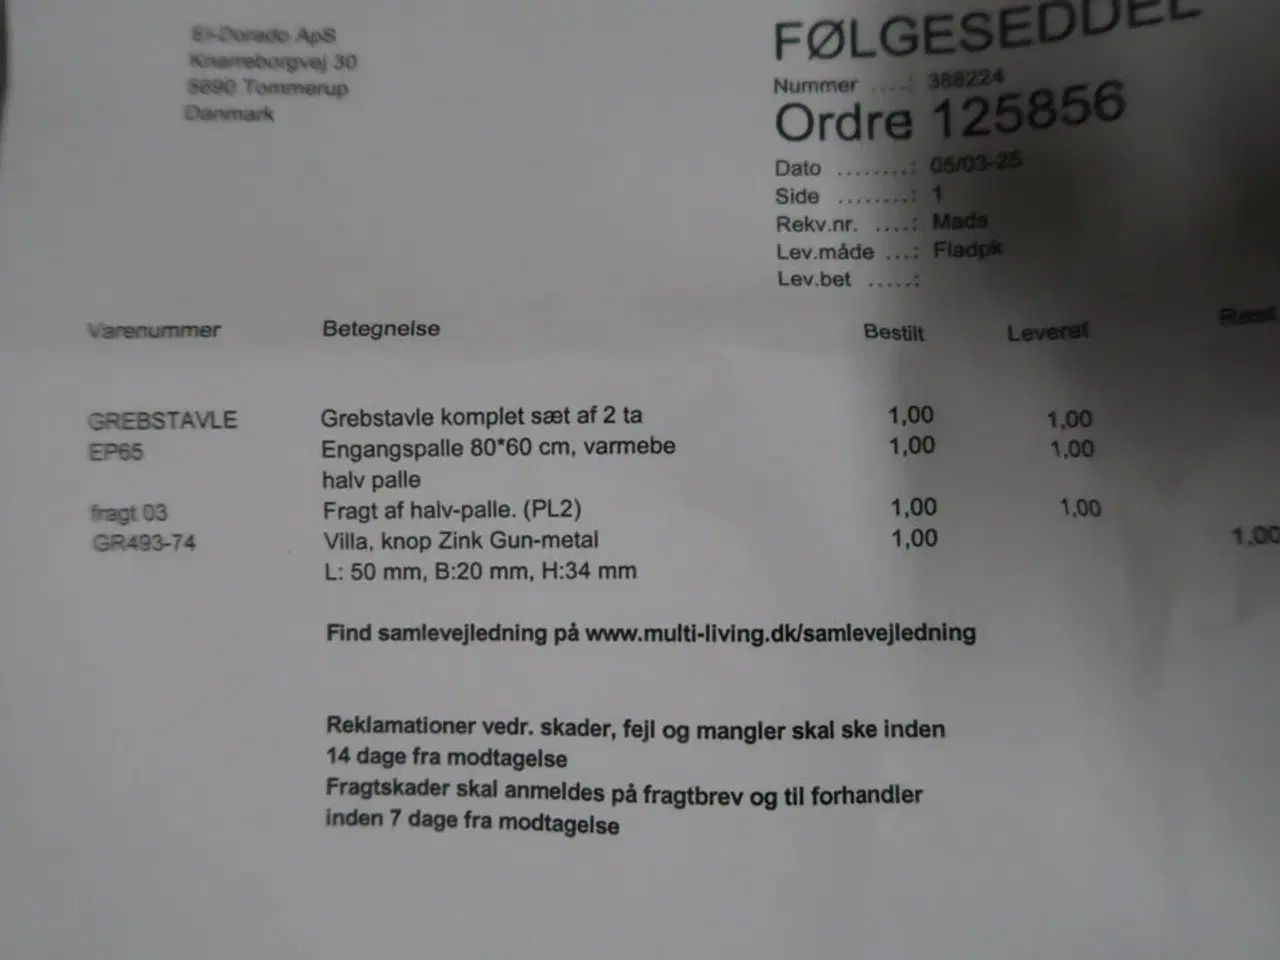 El-Dorado ApS
Knarreborgvej 30
5690 Tommerup
Danmark
FØLGESEDDEL
Nummer ....: 388224
Ordre 125856
Dato ........: 05/03-25
Side ........: 1
Rekv.nr. ....: Mads
Lev.måde ...: Fladpk
Lev.bet .....:
Varenummer Betegnelse Bestilt Leveret Rest
GREBSTAVLE Grebstavle komplet sæt af 2 ta 1,00 1,00
EP65 Engangspalle 80*60 cm, varmebe 1,00 1,00
halv palle
fragt 03 Fragt af halv-palle. (PL2) 1,00 1,00
GR493-74 Villa, knop Zink Gun-metal 1,00 1,00
L: 50 mm, B:20 mm, H:34 mm
Find samlevejledning på www.multi-living.dk/samlevejledning
Reklamationer vedr. skader, fejl og mangler skal ske inden
14 dage fra modtagelse
Fragtskader skal anmeldes på fragtbrev og til forhandler
inden 7 dage fra modtagelse